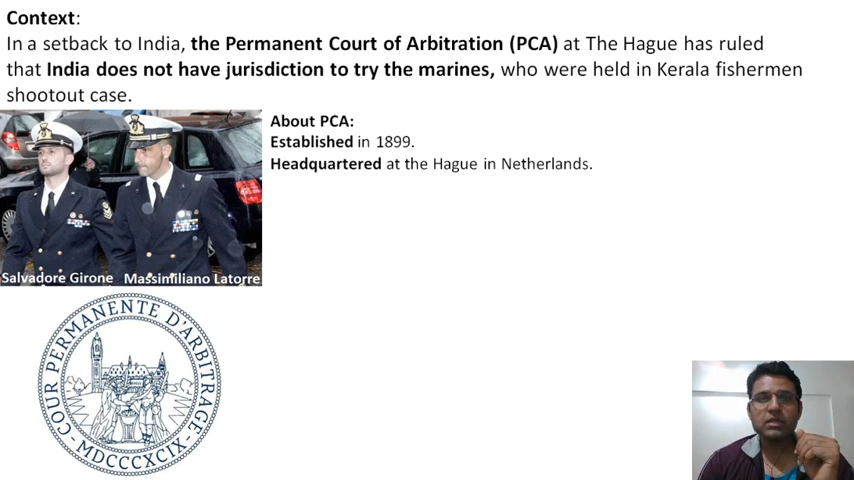 Context:
In a setback to India, the Permanent Court of Arbitration (PCA) at The Hague has ruled
that India does not have jurisdiction to try the marines, who were held in Kerala fishermen
shootout case.
About PCA:
Established in 1899.
Headquartered at the Hague in Netherlands.
Salvadore Girone Massimiliano Latorre
COUR PERMANENTE D'ARBITRAGE
MDCCCXCIX